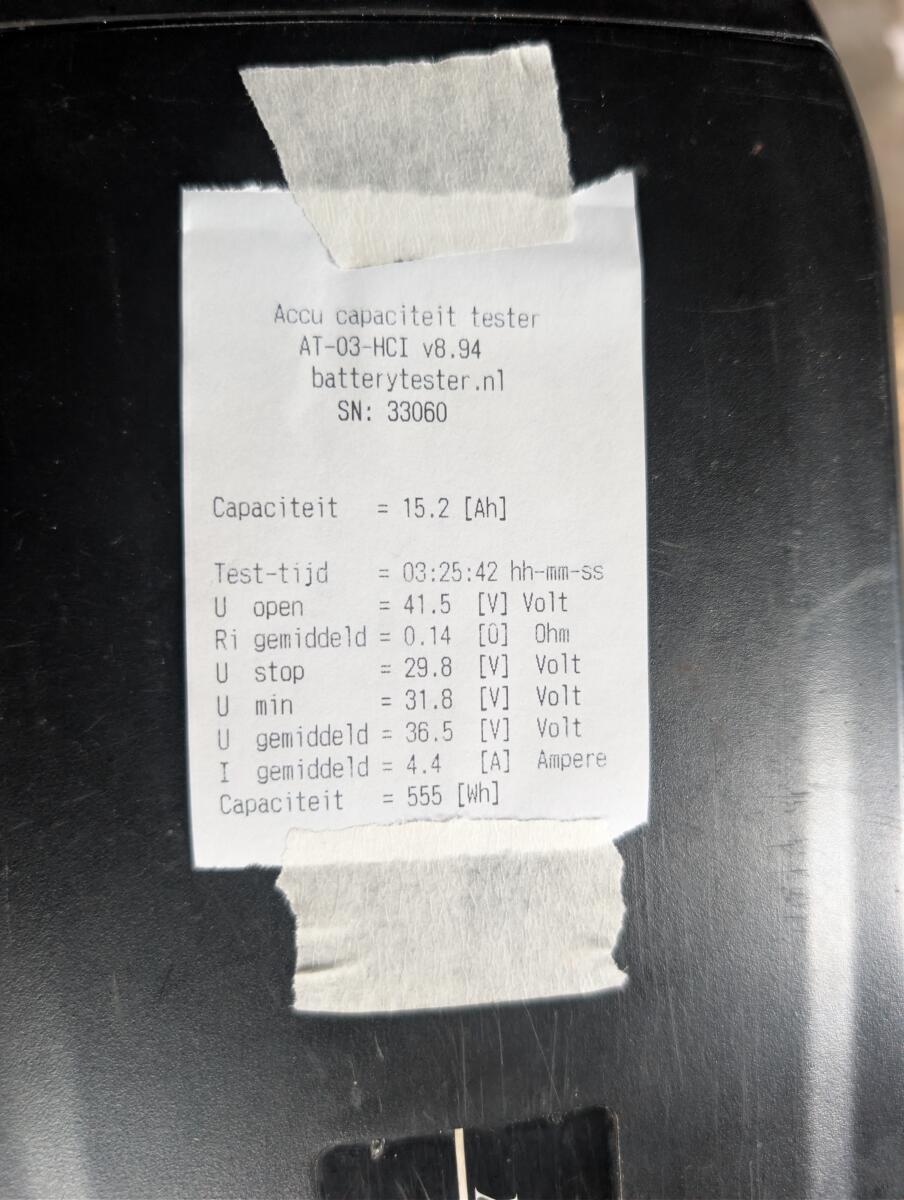 Accu capaciteit tester
AT-03-HCI v8.94
batterytester.nl
SN: 33060
Capaciteit = 15.2 [Ah]
Test-tijd = 03:25:42 hh-mm-ss
U open = 41.5 [V] Volt
Ri gemiddeld = 0.14 [Ü] Ohm
U stop = 29.8 [V] Volt
U min = 31.8 [V] Volt
U gemiddeld = 36.5 [V] Volt
I gemiddeld = 4.4 [A] Ampere
Capaciteit = 555 [Wh]